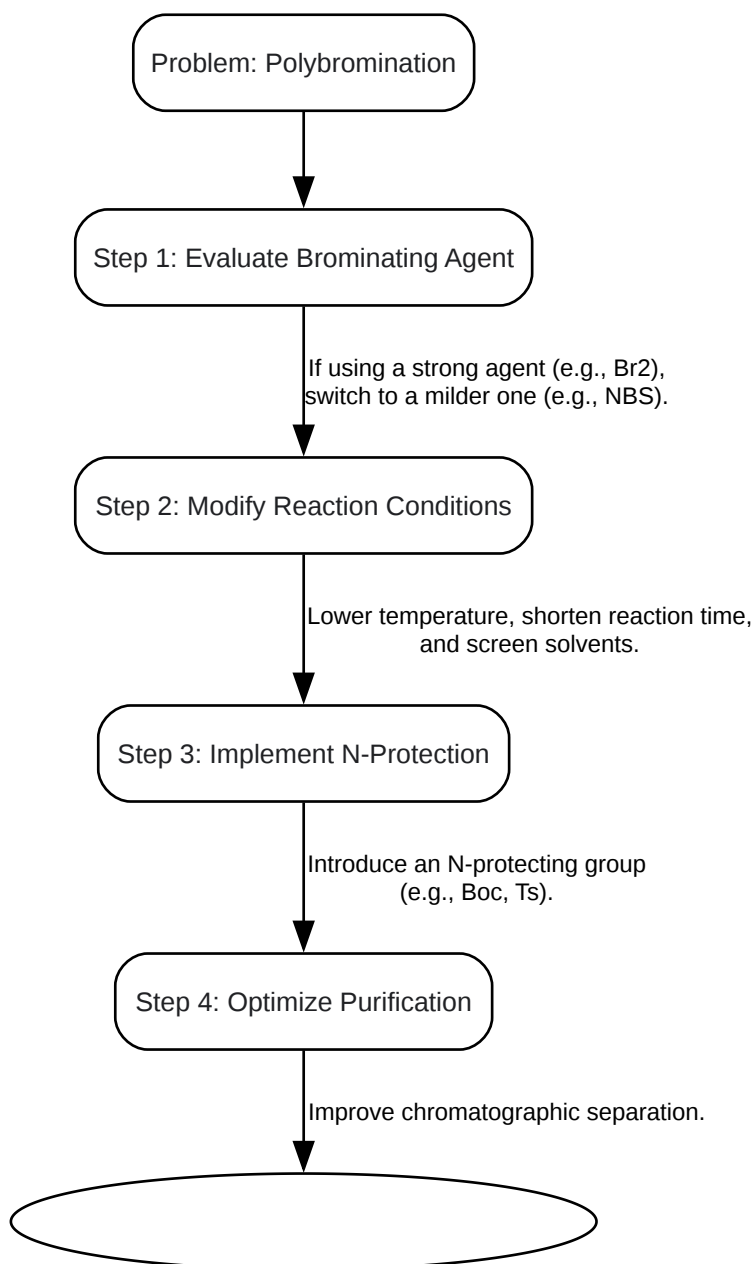 Problem: Polybromination
Step 1: Evaluate Brominating Agent
If using a strong agent (e.g., Br2),
switch to a milder one (e.g., NBS).
Step 2: Modify Reaction Conditions
Lower temperature, shorten reaction time,
and screen solvents.
Step 3: Implement N-Protection
Introduce an N-protecting group
(e.g., Boc, Ts).
Step 4: Optimize Purification
Improve chromatographic separation.